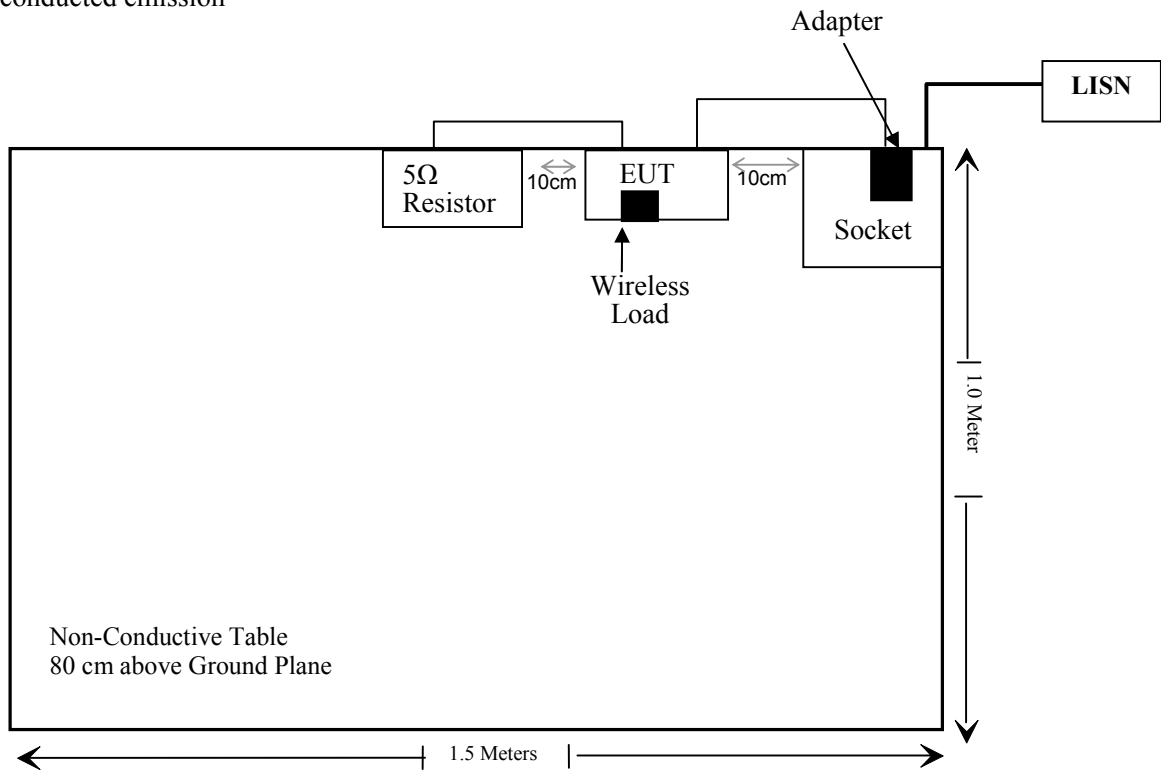 conducted emission
Adapter
LISN
5Ω
Resistor
10cm
EUT
10cm
Socket
Wireless
Load
1.0 Meter
Non-Conductive Table
80 cm above Ground Plane
1.5 Meters